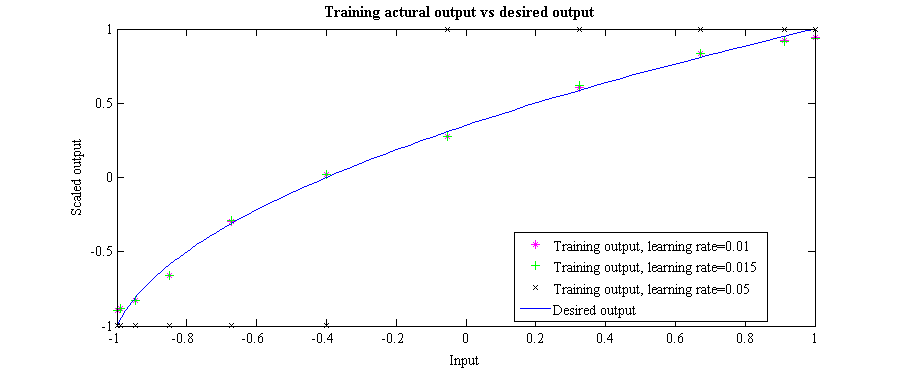 Training actural output vs desired output
1
0.5
0
-0.5
-1
Scaled output
-1
-0.8
-0.6
-0.4
-0.2
0
0.2
0.4
0.6
0.8
1
Input
Training output, learning rate=0.01
Training output, learning rate=0.015
Training output, learning rate=0.05
Desired output